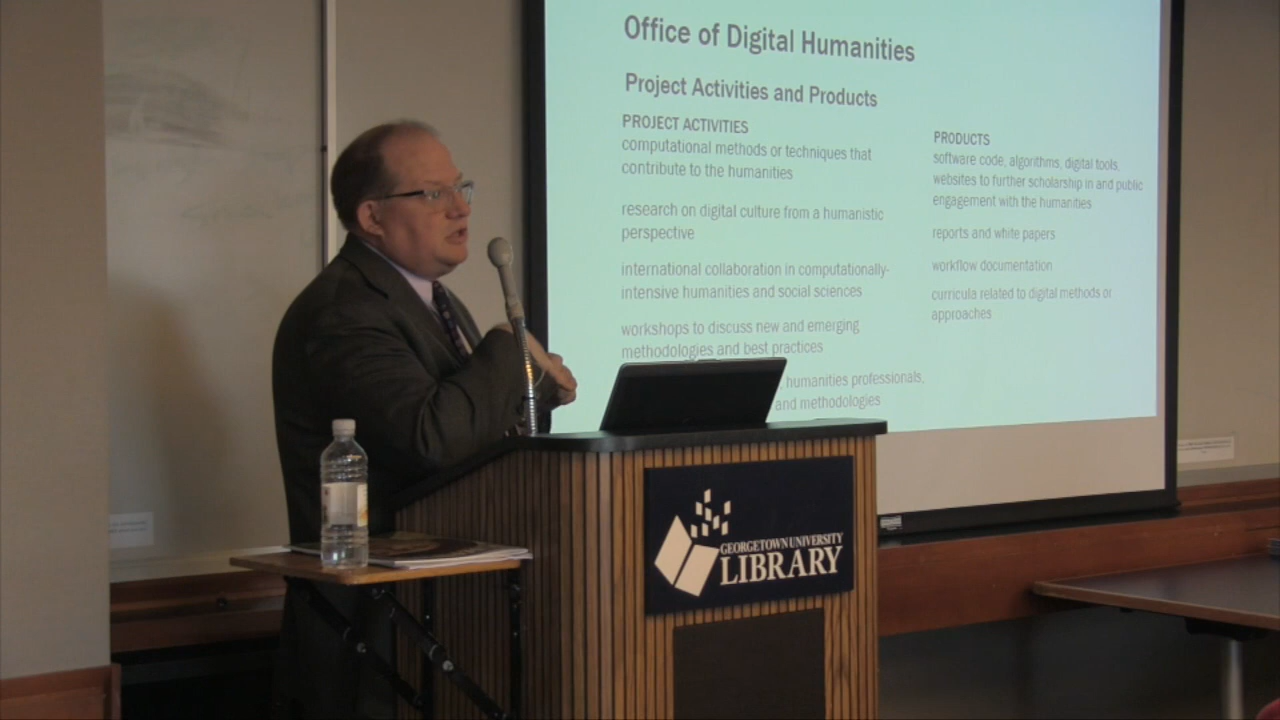 Office of Digital Humanities
Project Activities and Products
PROJECT ACTIVITIES
computational methods or techniques that
contribute to the humanities
research on digital culture from a humanistic
perspective
international collaboration in computationally-
intensive humanities and social sciences
workshops to discuss new and emerging
methodologies and best practices
humanities professionals,
and methodologies
PRODUCTS
software code, algorithms, digital tools,
websites to further scholarship in and public
engagement with the humanities
reports and white papers
workflow documentation
curricula related to digital methods or
approaches
GEORGETOWN UNIVERSITY
LIBRARY